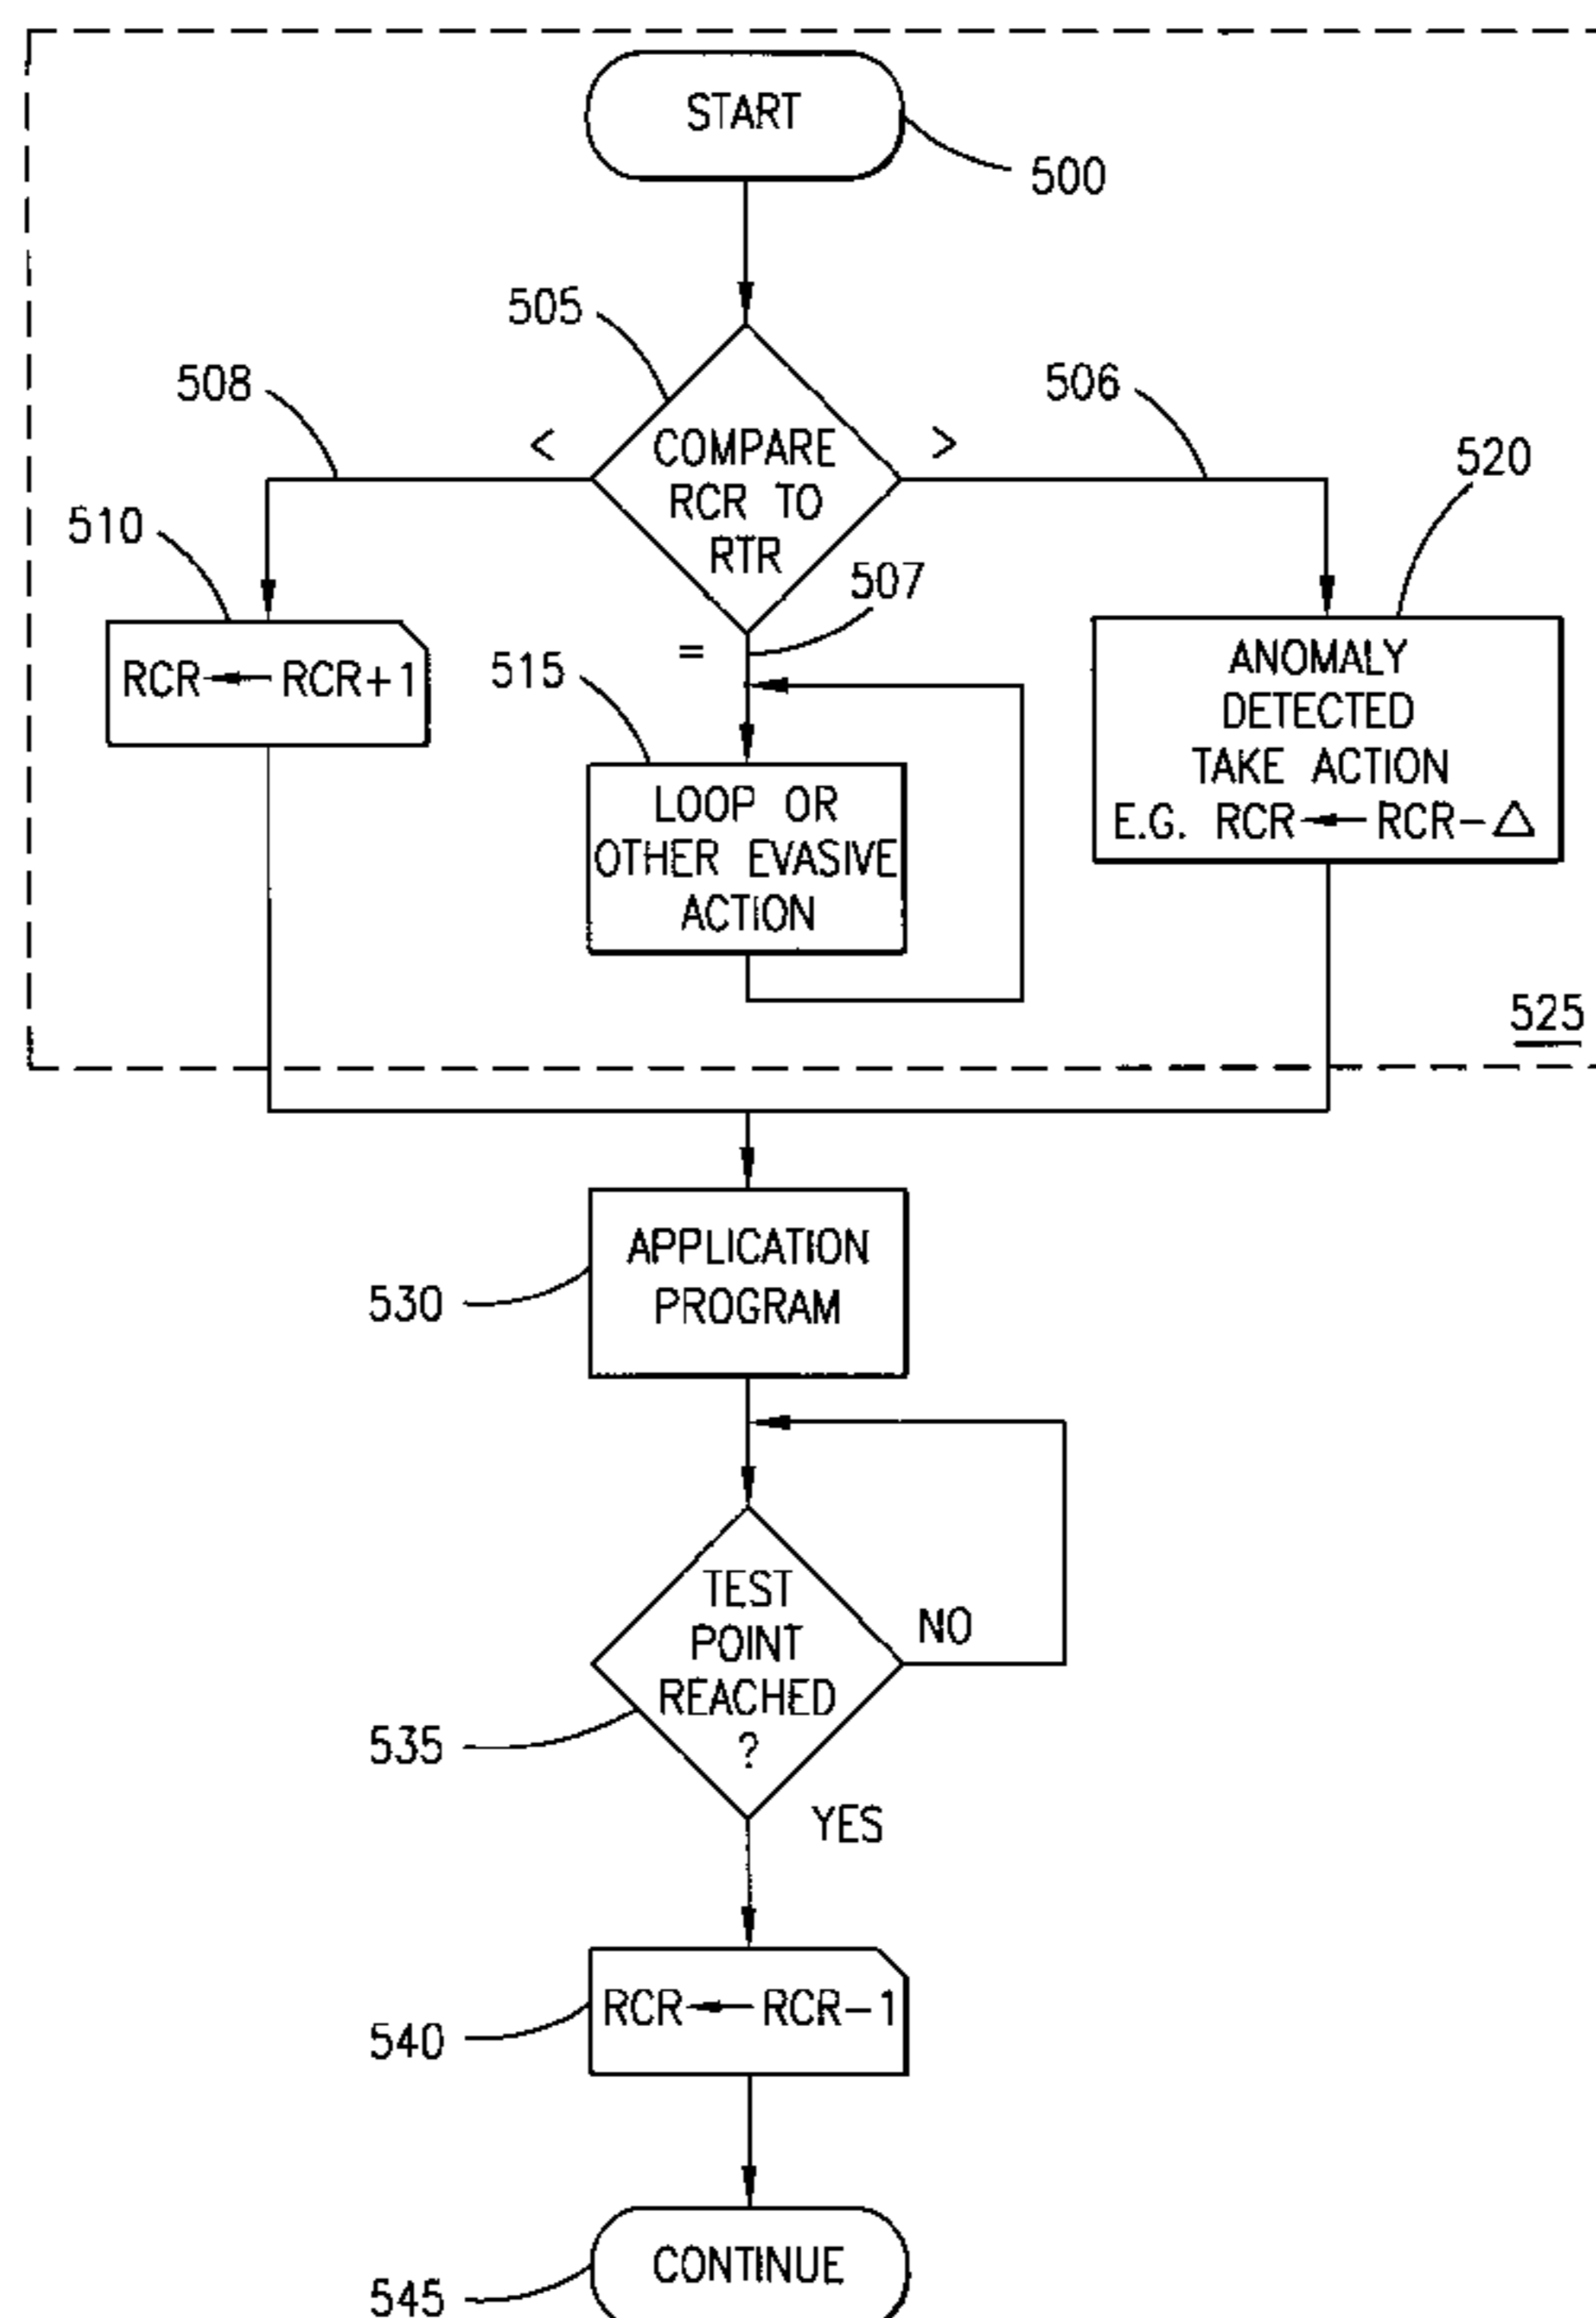 START
500
505
508
506
<
COMPARE
RCR TO
RTR
>
520
510
507
=
515
RCR←RCR+1
ANOMALY
DETECTED
TAKE ACTION
E.G. RCR←RCR-△
LOOP OR
OTHER EVASIVE
ACTION
525
APPLICATION
PROGRAM
530
TEST
POINT
REACHED
?
NO
535
YES
RCR←RCR-1
540
CONTINUE
545